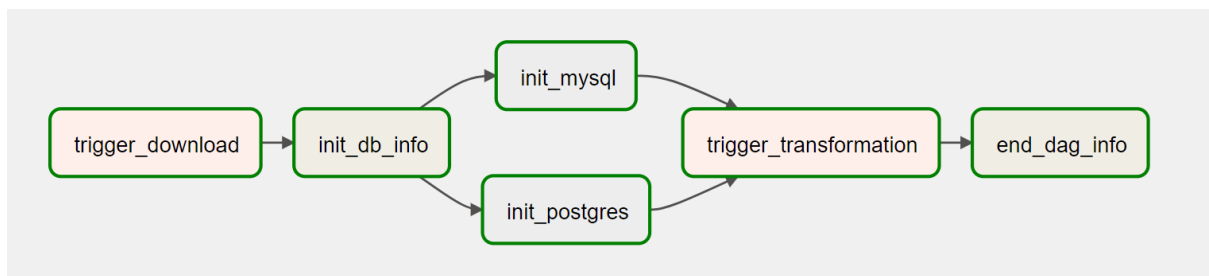 trigger_download
init_db_info
init_mysql
init_postgres
trigger_transformation
end_dag_info